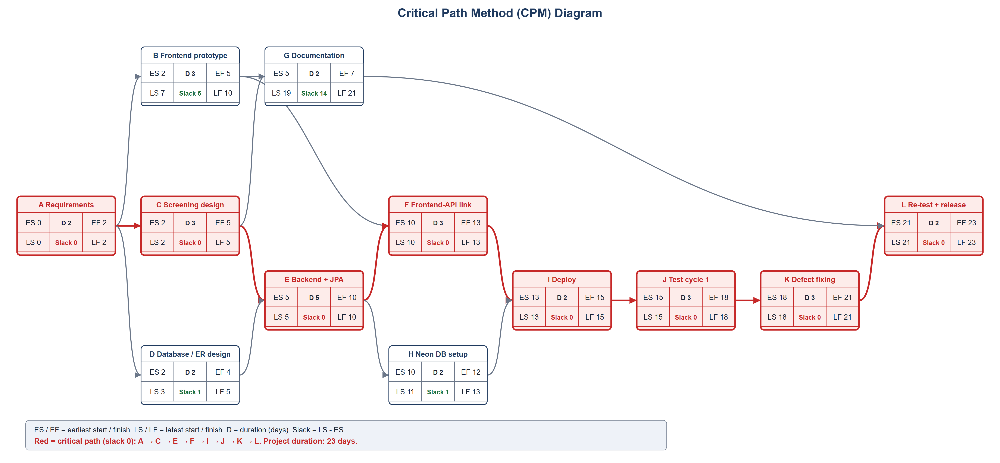 Critical Path Method (CPM) Diagram
B Frontend prototype
ES 2 D 3 EF 5
LS 7 Slack 5 LF 10
G Documentation
ES 5 D 2 EF 7
LS 19 Slack 14 LF 21
A Requirements
ES 0 D 2 EF 2
LS 0 Slack 0 LF 2
C Screening design
ES 2 D 3 EF 5
LS 2 Slack 0 LF 5
F Frontend-API link
ES 10 D 3 EF 13
LS 10 Slack 0 LF 13
L Re-test + release
ES 21 D 2 EF 23
LS 21 Slack 0 LF 23
E Backend + JPA
ES 5 D 5 EF 10
LS 5 Slack 0 LF 10
I Deploy
ES 13 D 2 EF 15
LS 13 Slack 0 LF 15
J Test cycle 1
ES 15 D 3 EF 18
LS 15 Slack 0 LF 18
K Defect fixing
ES 18 D 3 EF 21
LS 18 Slack 0 LF 21
D Database / ER design
ES 2 D 2 EF 4
LS 3 Slack 1 LF 5
H Neon DB setup
ES 10 D 2 EF 12
LS 11 Slack 1 LF 13
ES / EF = earliest start / finish. LS / LF = latest start / finish. D = duration (days). Slack = LS - ES.
Red = critical path (slack 0): A → C → E → F → I → J → K → L. Project duration: 23 days.